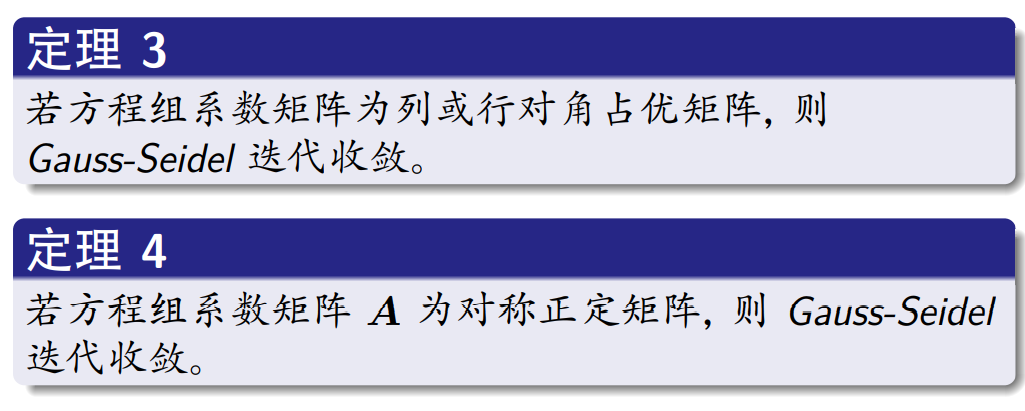 定理 3
若方程组系数矩阵为列或行对角占优矩阵, 则
Gauss-Seidel 迭代收敛。
定理 4
若方程组系数矩阵 A 为对称正定矩阵, 则 Gauss-Seidel
迭代收敛。